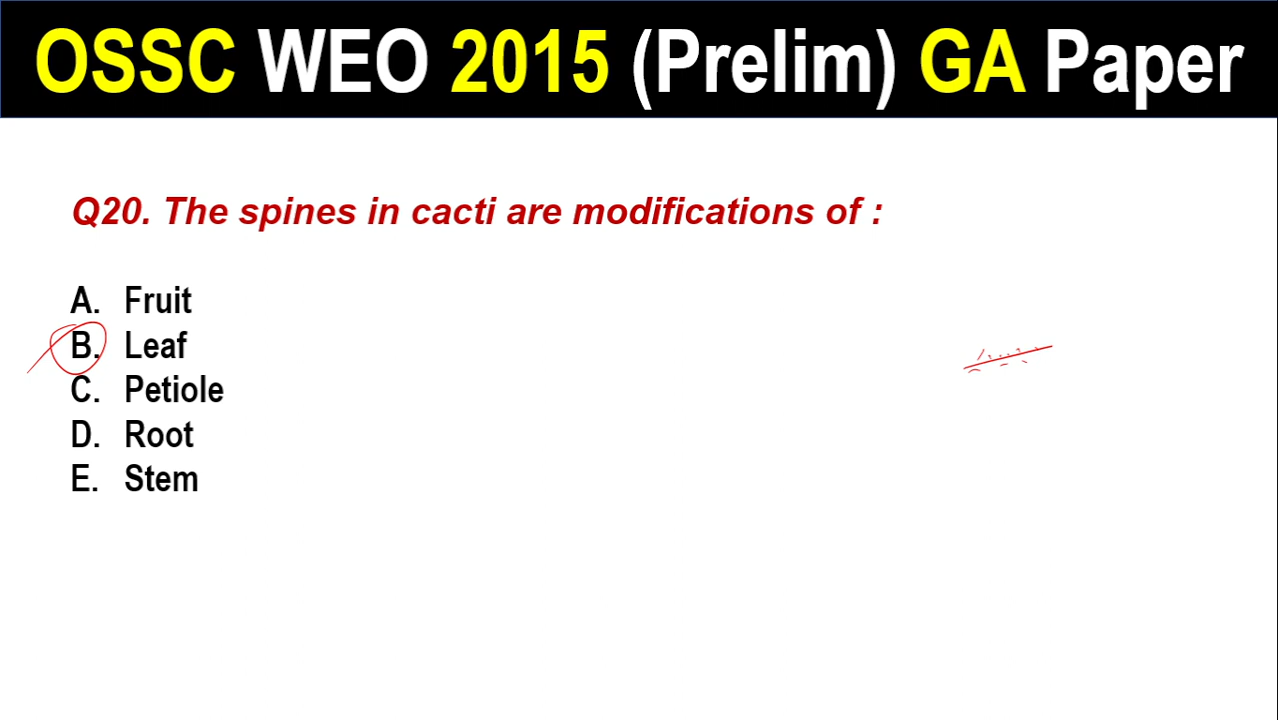 OSSC WEO 2015 (Prelim) GA Paper
Q20. The spines in cacti are modifications of :
A. Fruit
B. Leaf
C. Petiole
D. Root
E. Stem